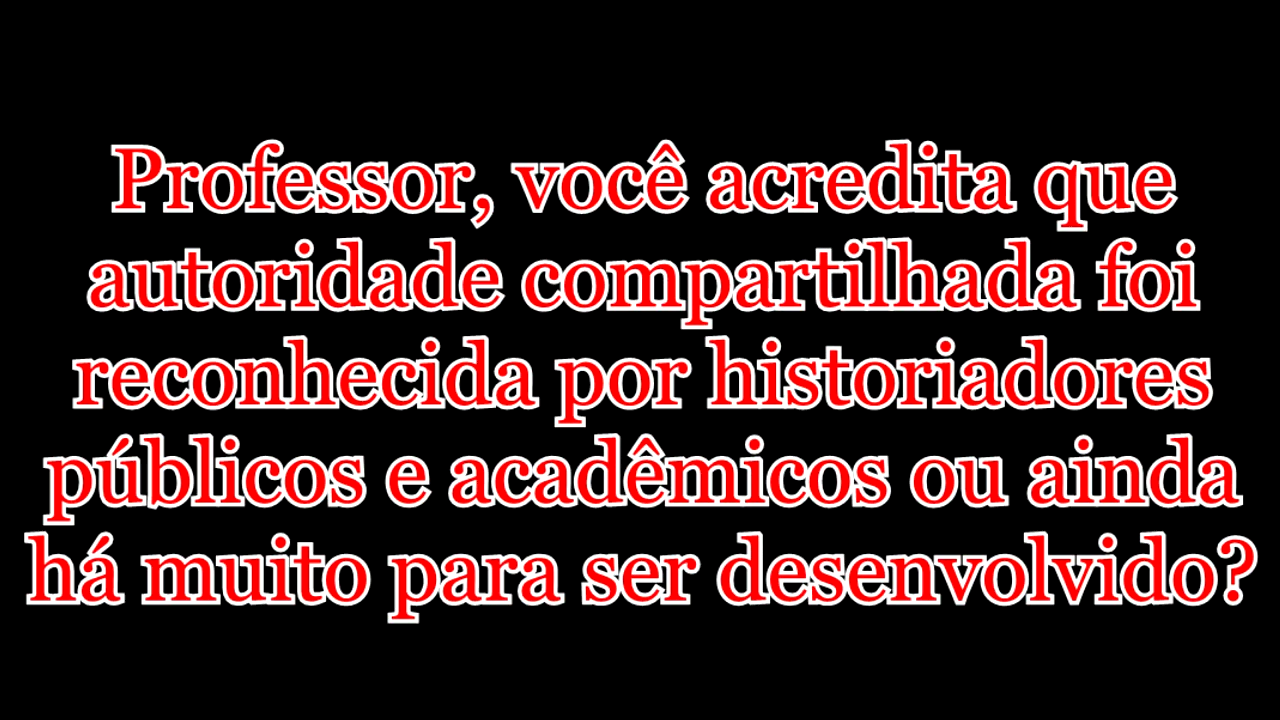 Professor, você acredita que
autoridade compartilhada foi
reconhecida por historiadores
públicos e acadêmicos ou ainda
há muito para ser desenvolvido?